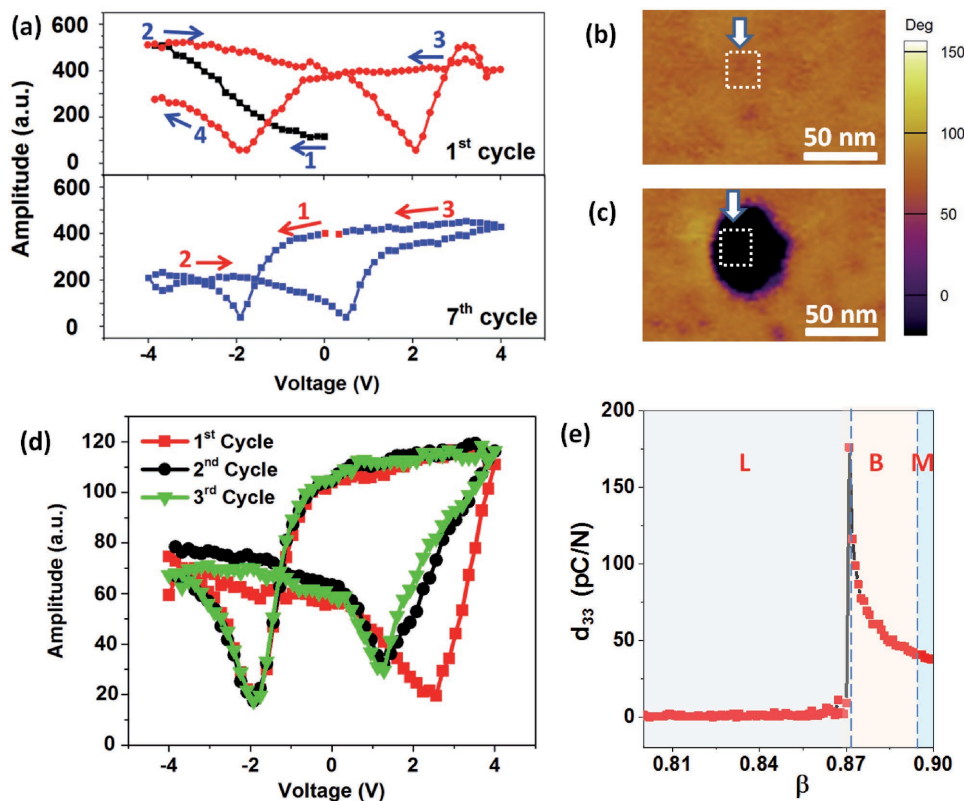 (a)
600
400
200
0
600
400
200
0
Amplitude (a.u.)
2
3
4
1
1st cycle
1
3
2
7th cycle
-4 -2 0 2 4
Voltage (V)
(b)
50 nm
(c)
50 nm
Deg
150
100
50
0
(d)
120
100
80
60
40
20
0
Amplitude (a.u.)
1st Cycle
2nd Cycle
3rd Cycle
-4 -2 0 2 4
Voltage (V)
(e)
200
150
100
50
0
d33 (pC/N)
L B M
0.81 0.84 0.87 0.90
β